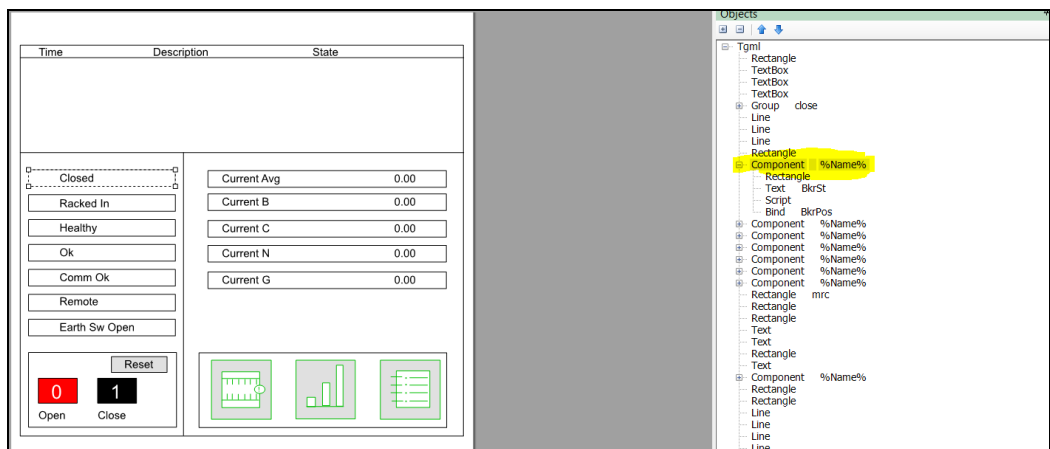 Objects
Time Description State
Closed
Racked In
Healthy
Ok
Comm Ok
Remote
Earth Sw Open
Current Avg 0.00
Current B 0.00
Current C 0.00
Current N 0.00
Current G 0.00
Reset
0 1
Open Close
Tgml
Rectangle
TextBox
TextBox
TextBox
Group close
Line
Line
Line
Rectangle
Component %Name%
Rectangle
Text BkrSt
Script
Bind BkrPos
Component %Name%
Component %Name%
Component %Name%
Component %Name%
Component %Name%
Component %Name%
Rectangle mrc
Rectangle
Rectangle
Text
Text
Rectangle
Text
Component %Name%
Rectangle
Rectangle
Line
Line
Line
Line